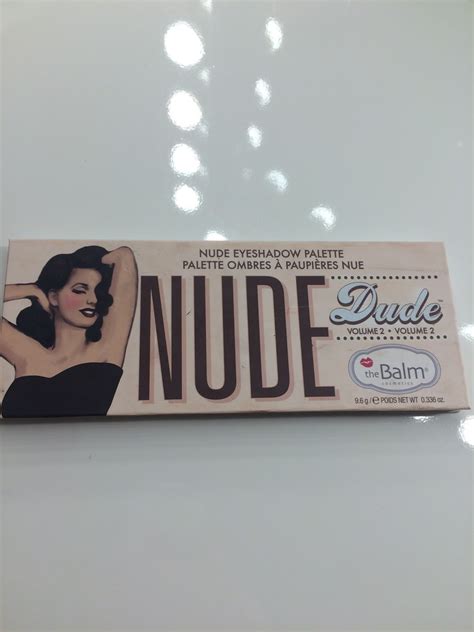 NUDE EYESHADOW PALETTE
PALETTE OMBRES À PAUPIÈRES NUE
NUDE
Dude™
VOLUME 2 • VOLUME 2
theBalm®
cosmetics
9.6 g / ℮ POIDS NET WT 0.336 oz.